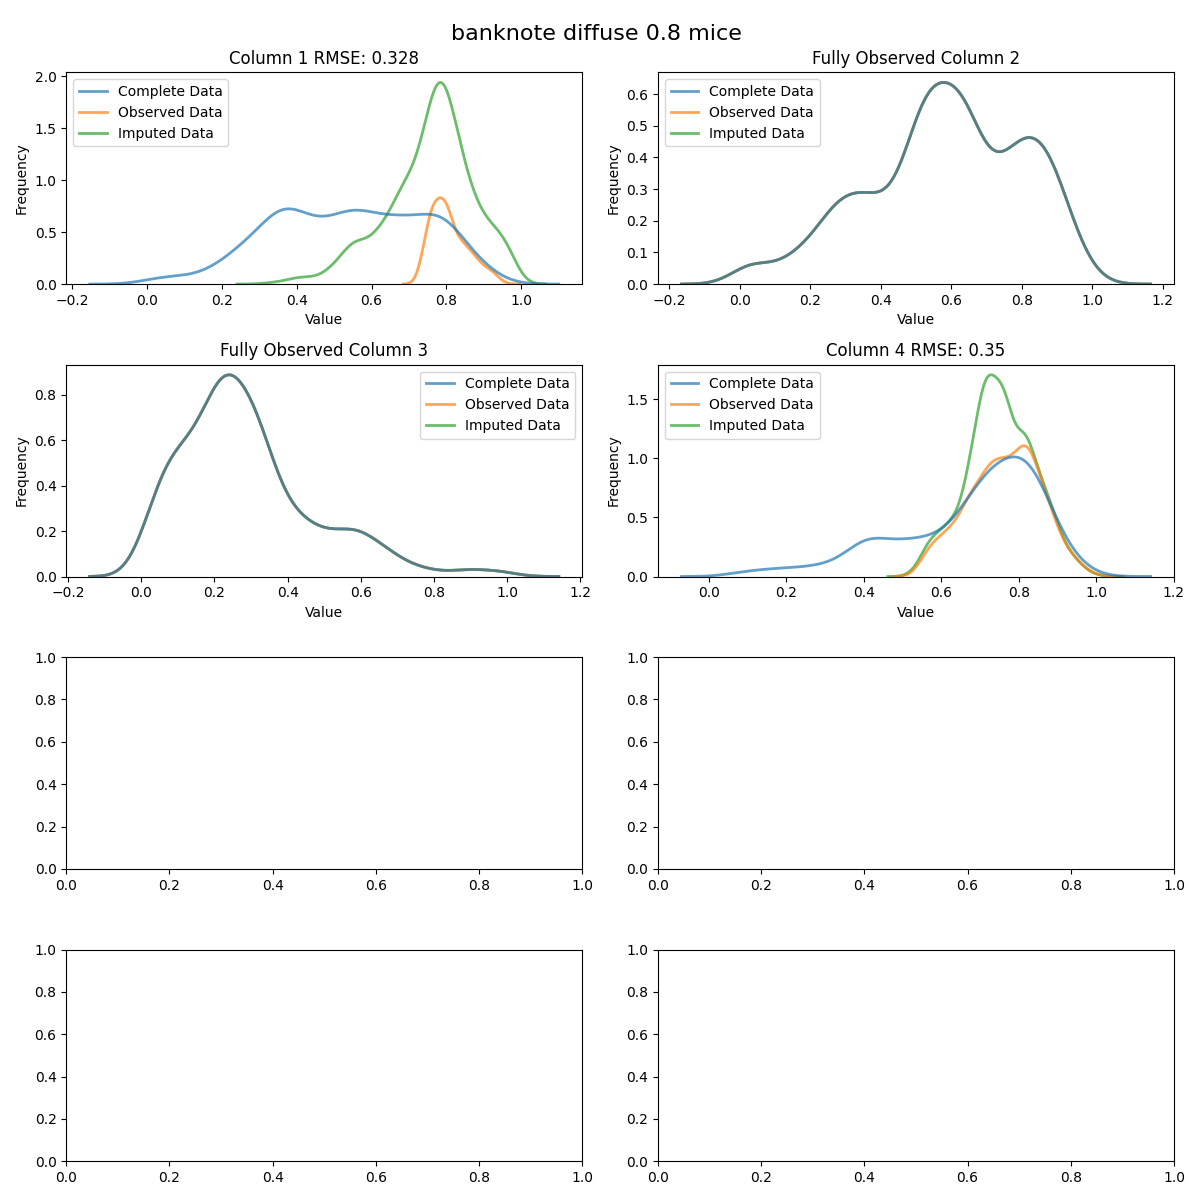 banknote diffuse 0.8 mice
Column 1 RMSE: 0.328
Complete Data
Observed Data
Imputed Data
Frequency
2.0
1.5
1.0
0.5
0.0
−0.2 0.0 0.2 0.4 0.6 0.8 1.0
Value
Fully Observed Column 2
Complete Data
Observed Data
Imputed Data
Frequency
0.6
0.5
0.4
0.3
0.2
0.1
0.0
−0.2 0.0 0.2 0.4 0.6 0.8 1.0 1.2
Value
Fully Observed Column 3
Complete Data
Observed Data
Imputed Data
Frequency
0.8
0.6
0.4
0.2
0.0
−0.2 0.0 0.2 0.4 0.6 0.8 1.0 1.2
Value
Column 4 RMSE: 0.35
Complete Data
Observed Data
Imputed Data
Frequency
1.5
1.0
0.5
0.0
0.0 0.2 0.4 0.6 0.8 1.0 1.2
Value
1.0
0.8
0.6
0.4
0.2
0.0
0.0 0.2 0.4 0.6 0.8 1.0
1.0
0.8
0.6
0.4
0.2
0.0
0.0 0.2 0.4 0.6 0.8 1.0
1.0
0.8
0.6
0.4
0.2
0.0
0.0 0.2 0.4 0.6 0.8 1.0
1.0
0.8
0.6
0.4
0.2
0.0
0.0 0.2 0.4 0.6 0.8 1.0